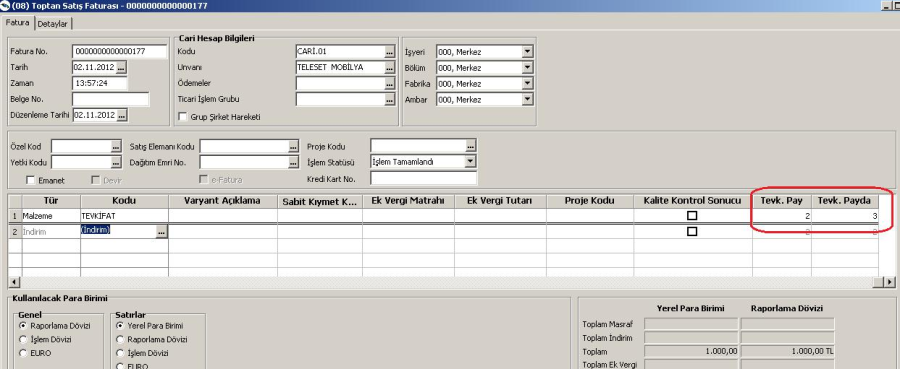 (08) Toptan Satış Faturası - 0000000000000177
Fatura Detaylar
Fatura No. 0000000000000177
Tarih 02.11.2012 ...
Zaman 13:57:24
Belge No.
Düzenleme Tarihi 02.11.2012 ...
Cari Hesap Bilgileri
Kodu CARİ.01 ...
Unvanı TELESET MOBİLYA ...
Ödemeler ...
Ticari İşlem Grubu ...
Grup Şirket Hareketi
İşyeri 000, Merkez
Bölüm 000, Merkez
Fabrika 000, Merkez
Ambar 000, Merkez
Özel Kod ... Satış Elemanı Kodu ... Proje Kodu ...
Yetki Kodu ... Dağıtım Emri No. ... İşlem Statüsü İşlem Tamamlandı
Emanet Devir e-Fatura Kredi Kart No.
Tür Kodu Varyant Açıklama Sabit Kıymet K... Ek Vergi Matrahı Ek Vergi Tutarı Proje Kodu Kalite Kontrol Sonucu Tevk. Pay Tevk. Payda
1 Malzeme TEVKİFAT 2 3
2 İndirim (İndirim) ... 2 3
Kullanılacak Para Birimi
Genel
Raporlama Dövizi
İşlem Dövizi
EURO
Satırlar
Yerel Para Birimi
Raporlama Dövizi
İşlem Dövizi
EURO
Yerel Para Birimi Raporlama Dövizi
Toplam Masraf
Toplam İndirim
Toplam 1.000,00 1.000,00 TL
Toplam Ek Vergi